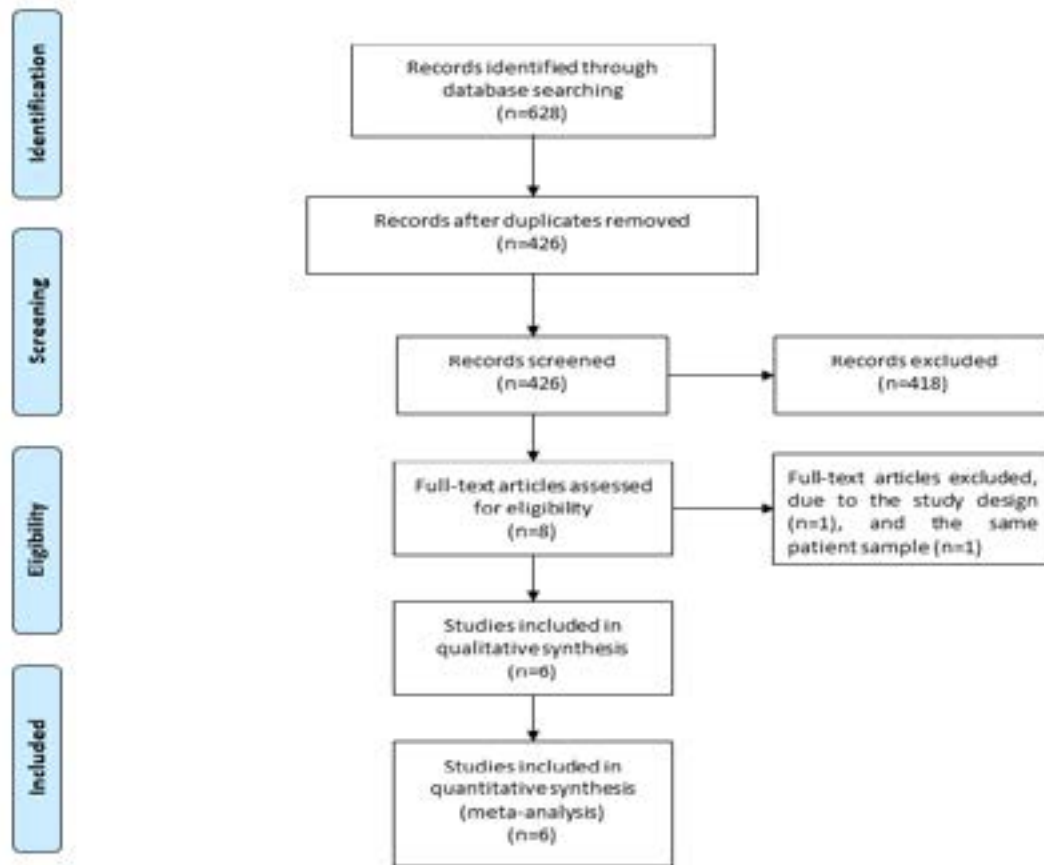 Identification
Records identified through
database searching
(n=628)
Records after duplicates removed
(n=426)
Screening
Records screened
(n=426)
Records excluded
(n=418)
Eligibility
Full-text articles assessed
for eligibility
(n=8)
Full-text articles excluded,
due to the study design
(n=1), and the same
patient sample (n=1)
Studies included in
qualitative synthesis
(n=6)
Included
Studies included in
quantitative synthesis
(meta-analysis)
(n=6)